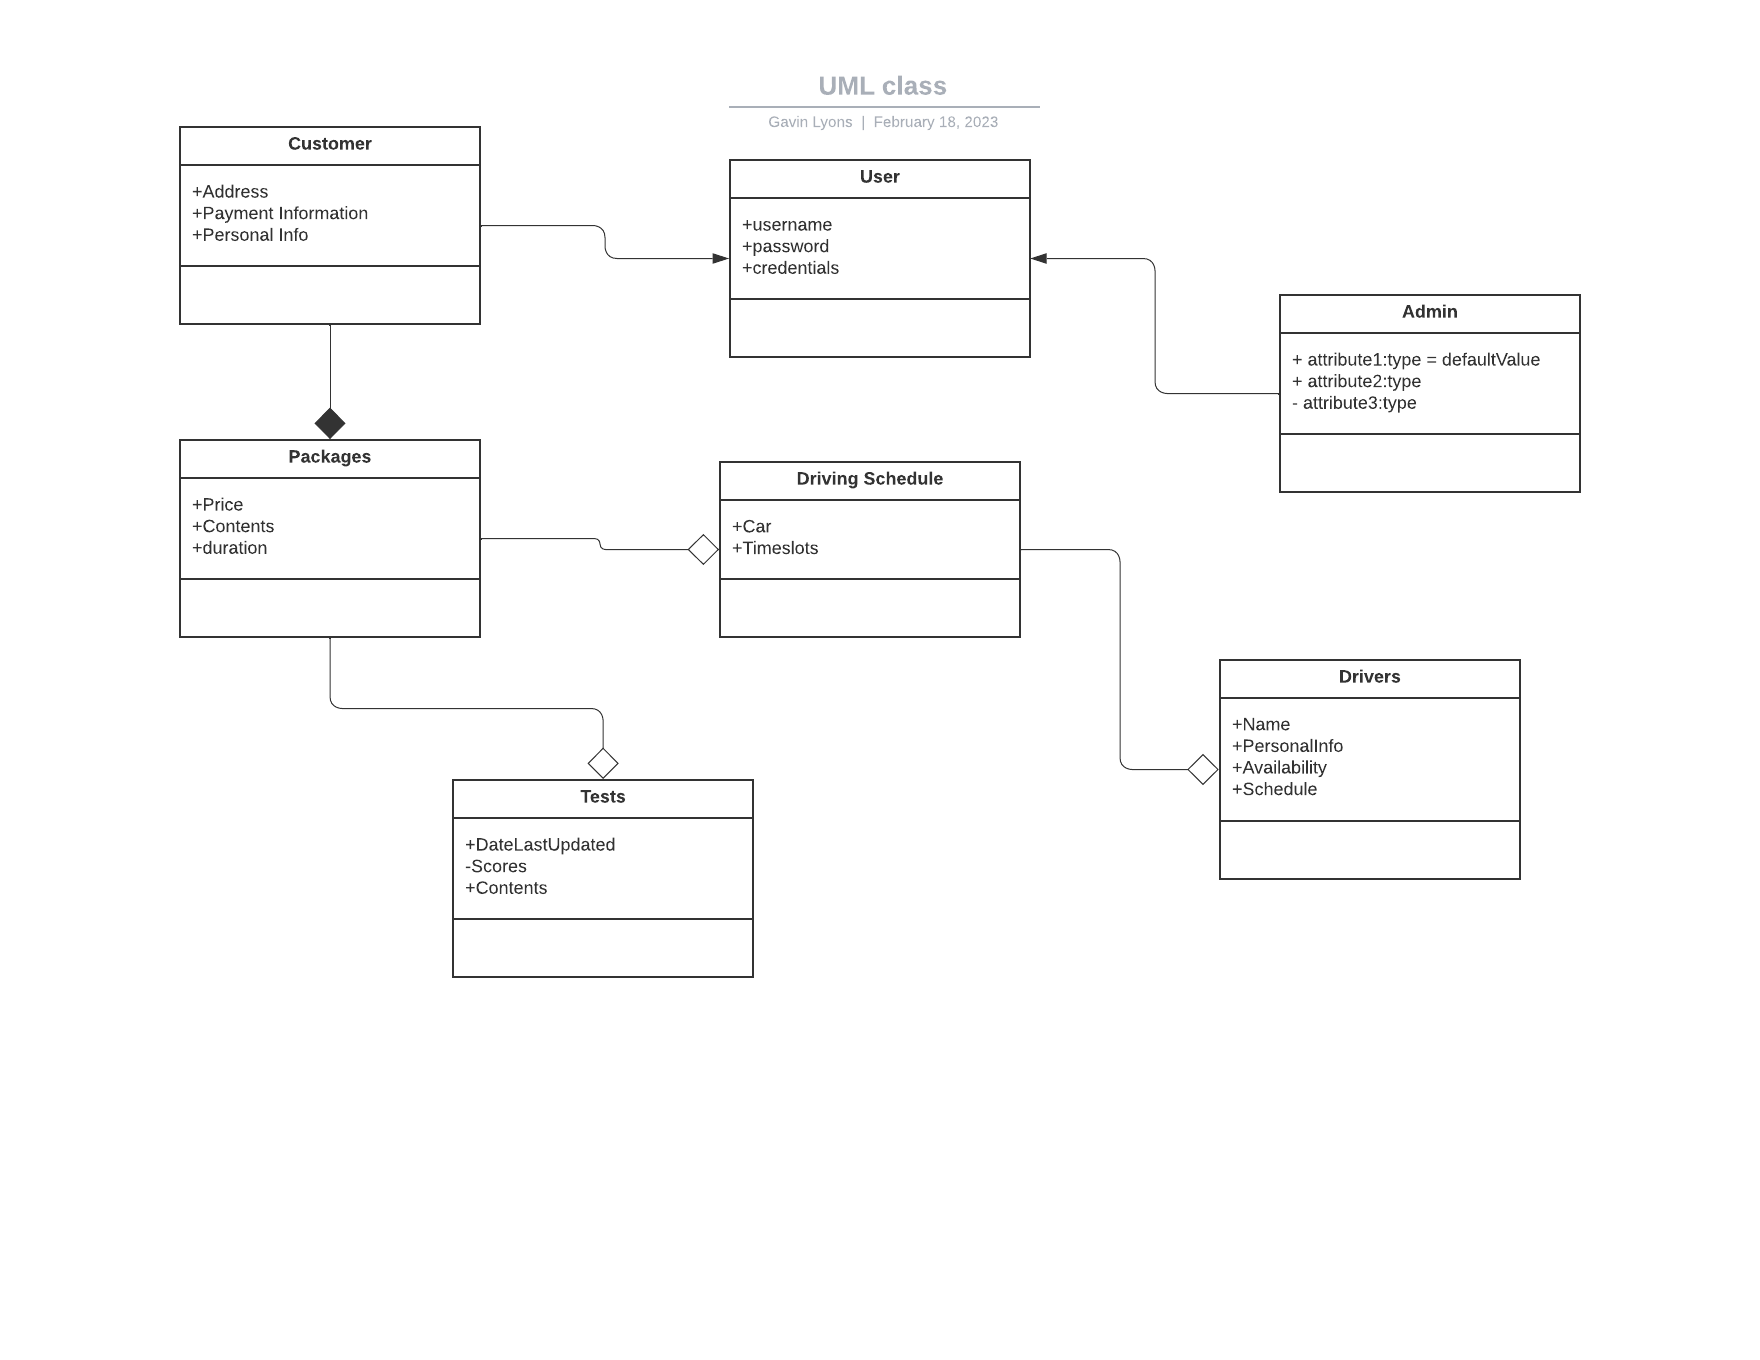 UML class
Gavin Lyons | February 18, 2023
Customer
+Address
+Payment Information
+Personal Info
User
+username
+password
+credentials
Admin
+ attribute1:type = defaultValue
+ attribute2:type
- attribute3:type
Packages
+Price
+Contents
+duration
Driving Schedule
+Car
+Timeslots
Drivers
+Name
+PersonalInfo
+Availability
+Schedule
Tests
+DateLastUpdated
-Scores
+Contents